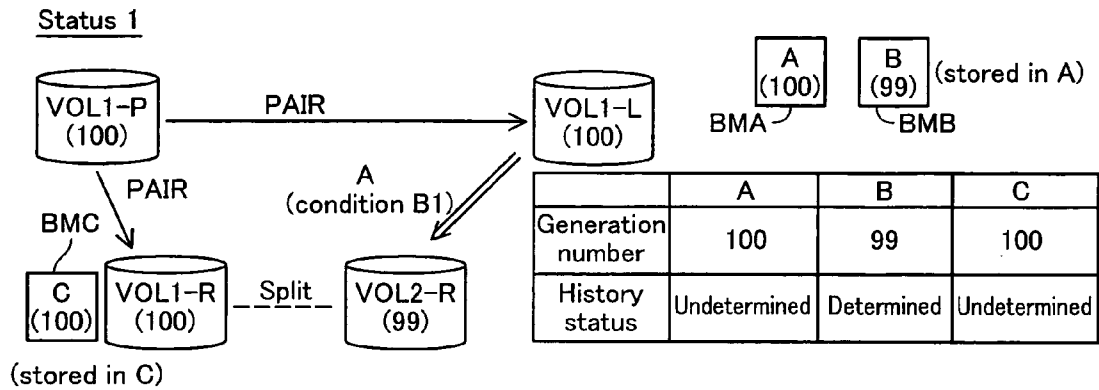 Status 1
VOL1-P
(100)
PAIR
VOL1-L
(100)
A
(100)
BMA
B
(99)
(stored in A)
BMB
PAIR
A
(condition B1)
BMC
C
(100)
(stored in C)
VOL1-R
(100)
Split
VOL2-R
(99)
A B C
Generation number 100 99 100
History status Undetermined Determined Undetermined